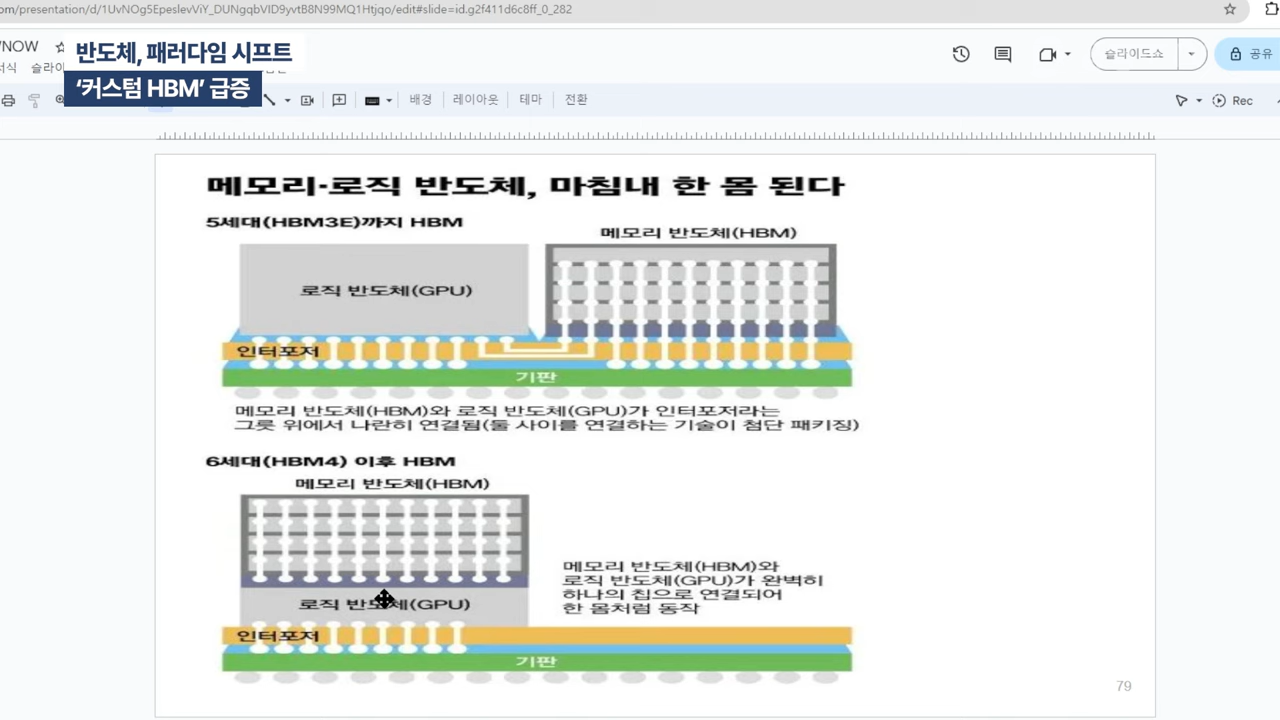 om/presentation/d/1UvNOg5EpeslevViY_DUNgqbVID9yvtB8N99MQ1Htjqo/edit#slide=id.g2f411d6c8ff_0_282
/NOW
반도체, 패러다임 시프트
‘커스텀 HBM’ 급증
슬라이드쇼
공유
배경
레이아웃
테마
전환
Rec
메모리·로직 반도체, 마침내 한 몸 된다
5세대(HBM3E)까지 HBM
메모리 반도체(HBM)
로직 반도체(GPU)
인터포저
기판
메모리 반도체(HBM)와 로직 반도체(GPU)가 인터포저라는
그릇 위에서 나란히 연결됨(둘 사이를 연결하는 기술이 첨단 패키징)
6세대(HBM4) 이후 HBM
메모리 반도체(HBM)
메모리 반도체(HBM)와
로직 반도체(GPU)가 완벽히
하나의 칩으로 연결되어
한 몸처럼 동작
로직 반도체(GPU)
인터포저
기판
79